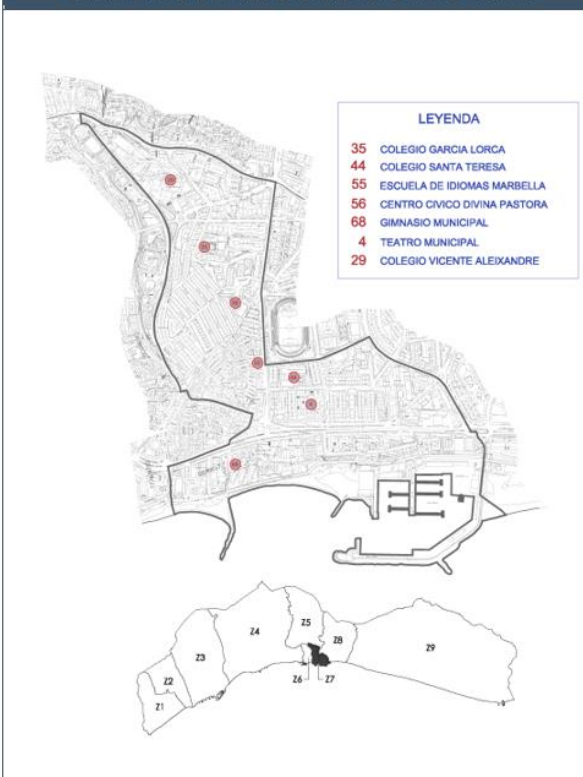 LEYENDA
35 COLEGIO GARCIA LORCA
44 COLEGIO SANTA TERESA
55 ESCUELA DE IDIOMAS MARBELLA
56 CENTRO CIVICO DIVINA PASTORA
68 GIMNASIO MUNICIPAL
4 TEATRO MUNICIPAL
29 COLEGIO VICENTE ALEIXANDRE
Z5
Z4
Z8
Z3
Z9
Z2
Z6
Z7
Z1